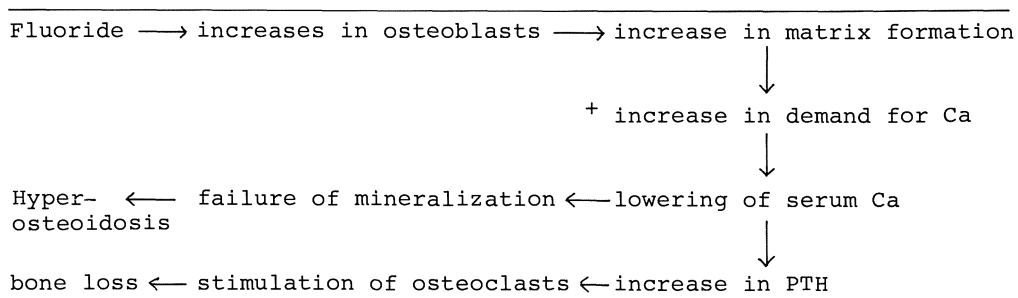 Fluoride ⟶ increases in osteoblasts ⟶ increase in matrix formation
+ increase in demand for Ca
Hyper- ⟵ failure of mineralization ⟵ lowering of serum Ca
osteoidosis
bone loss ⟵ stimulation of osteoclasts ⟵ increase in PTH